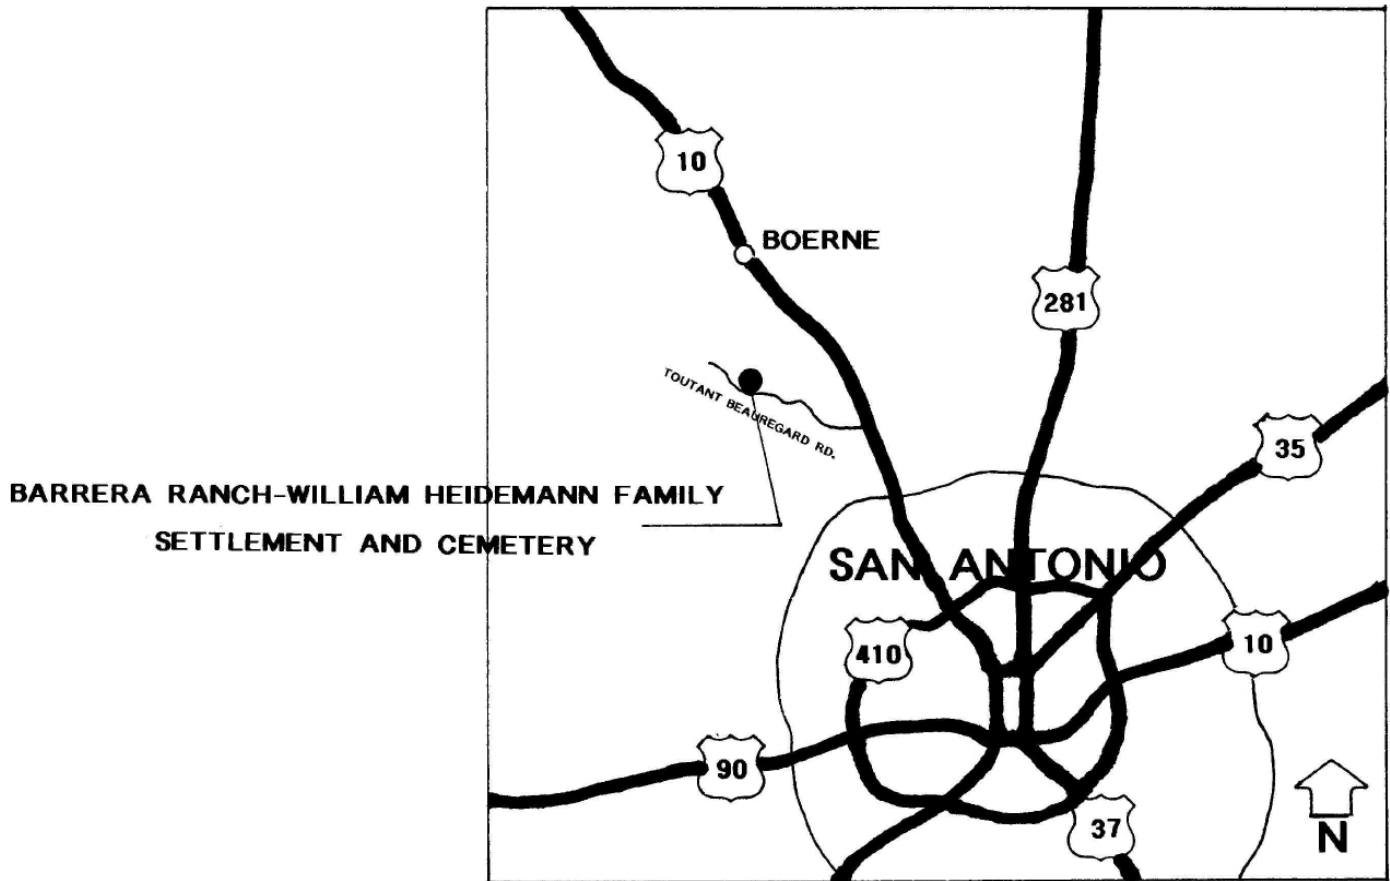 10
BOERNE
281
TOUTANT BEAUREGARD RD.
35
BARRERA RANCH-WILLIAM HEIDEMANN FAMILY
SETTLEMENT AND CEMETERY
SAN ANTONIO
410
10
90
37
N